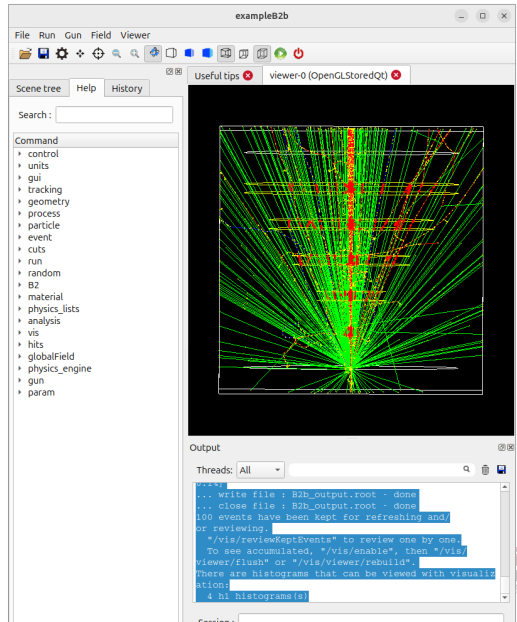 exampleB2b
File Run Gun Field Viewer
Scene tree Help History
Search :
Command
control
units
gui
tracking
geometry
process
particle
event
cuts
run
random
B2
material
physics_lists
analysis
vis
hits
globalField
physics_engine
gun
param
Useful tips viewer-0 (OpenGLStoredQt)
Output
Threads: All
... write file : B2b_output.root - done
... close file : B2b_output.root - done
100 events have been kept for refreshing and/
or reviewing.
"/vis/reviewKeptEvents" to review one by one.
To see accumulated, "/vis/enable", then "/vis/
viewer/flush" or "/vis/viewer/rebuild".
There are histograms that can be viewed with visualiz
ation:
4 h1 histograms(s)
Session :